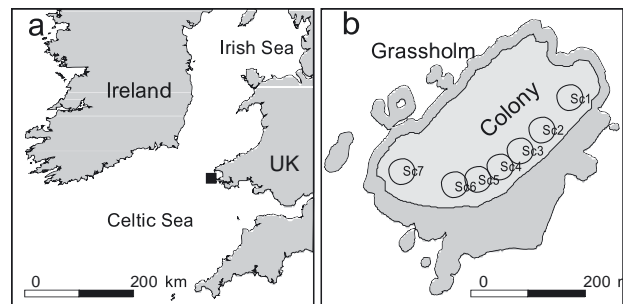 a
Irish Sea
Ireland
UK
Celtic Sea
0 200 km
b
Grassholm
Colony
Sc1
Sc2
Sc3
Sc4
Sc5
Sc6
Sc7
0 200